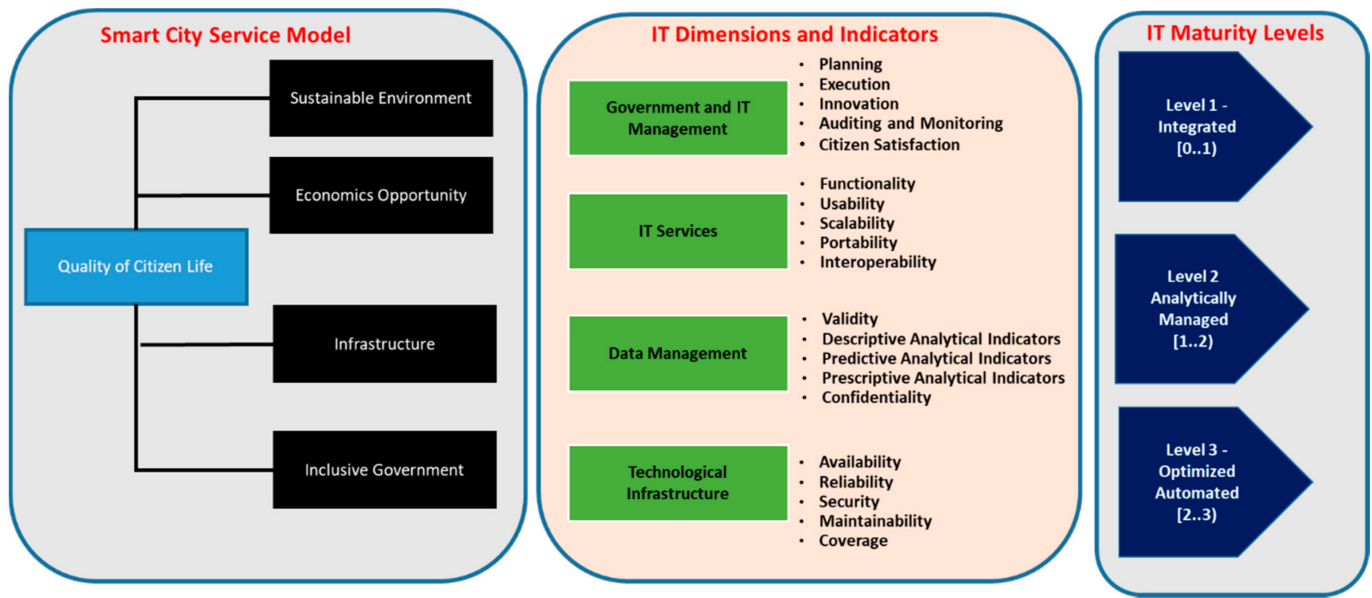 Smart City Service Model
Sustainable Environment
Economics Opportunity
Quality of Citizen Life
Infrastructure
Inclusive Government
IT Dimensions and Indicators
Government and IT
Management
• Planning
• Execution
• Innovation
• Auditing and Monitoring
• Citizen Satisfaction
IT Services
• Functionality
• Usability
• Scalability
• Portability
• Interoperability
Data Management
• Validity
• Descriptive Analytical Indicators
• Predictive Analytical Indicators
• Prescriptive Analytical Indicators
• Confidentiality
Technological
Infrastructure
• Availability
• Reliability
• Security
• Maintainability
• Coverage
IT Maturity Levels
Level 1 -
Integrated
[0..1)
Level 2
Analytically
Managed
[1..2)
Level 3 -
Optimized
Automated
[2..3)